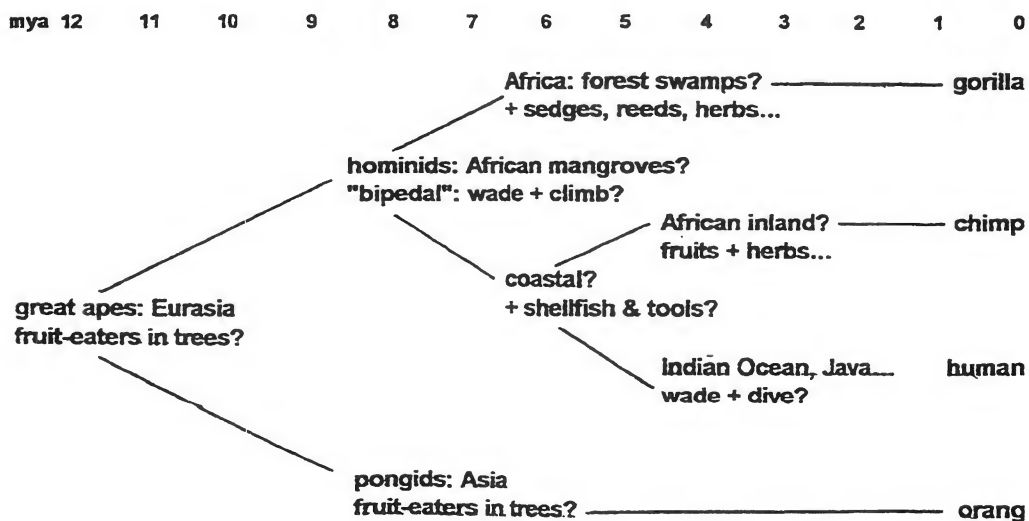 mya 12 11 10 9 8 7 6 5 4 3 2 1 0
Africa: forest swamps? gorilla
+ sedges, reeds, herbs...
hominids: African mangroves?
"bipedal": wade + climb?
African inland? chimp
fruits + herbs...
coastal?
+ shellfish & tools?
great apes: Eurasia
fruit-eaters in trees?
Indian Ocean, Java... human
wade + dive?
pongids: Asia
fruit-eaters in trees? orang